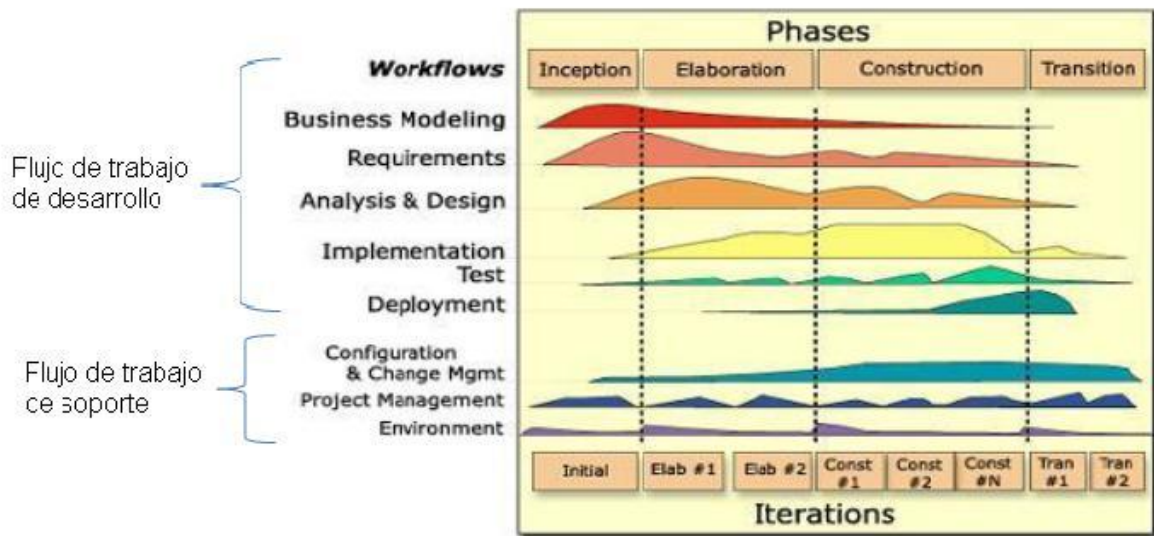 Phases
Workflows
Inception
Elaboration
Construction
Transition
Business Modeling
Requirements
Analysis & Design
Implementation
Test
Deployment
Configuration
& Change Mgmt
Project Management
Environment
Flujc de trabajo
de desarrollo
Flujo de trabajo
ce soporte
Initial
Elab #1
Elab #2
Const
#1
Const
#2
Const
#N
Tran
#1
Tran
#2
Iterations